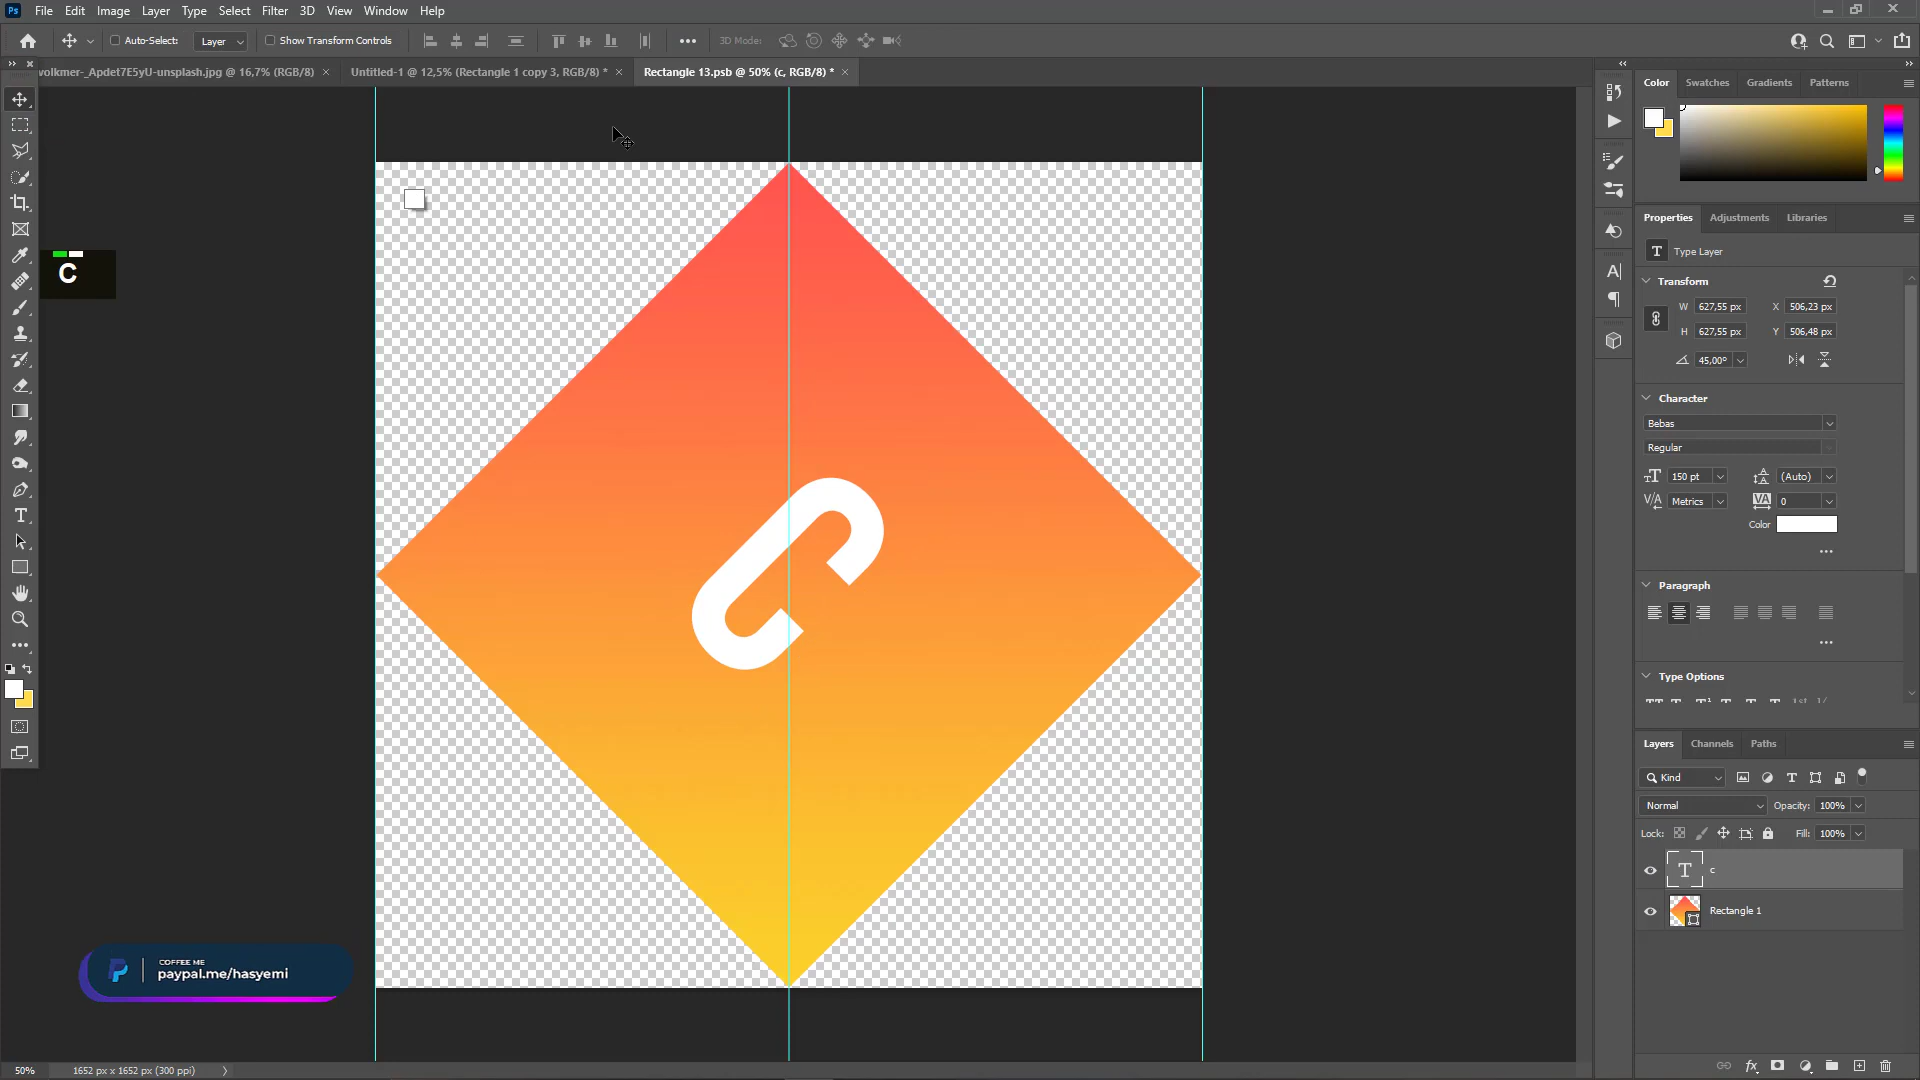 Ps File Edit Image Layer Type Select Filter 3D View Window Help
Auto-Select: Layer Show Transform Controls 3D Mode:
volkmer-_Apdet7E5yU-unsplash.jpg @ 16,7% (RGB/8) × Untitled-1 @ 12,5% (Rectangle 1 copy 3, RGB/8) * × Rectangle 13.psb @ 50% (c, RGB/8) * ×
Color Swatches Gradients Patterns
C
C
Properties Adjustments Libraries
T Type Layer
Transform
W 627,55 px X 506,23 px
H 627,55 px Y 506,48 px
45,00°
Character
Bebas
Regular
150 pt (Auto)
Metrics 0
Color
Paragraph
Type Options
Layers Channels Paths
Kind
Normal Opacity: 100%
Lock: Fill: 100%
T c
Rectangle 1
COFFEE ME
paypal.me/hasyemi
50% 1652 px x 1652 px (300 ppi)